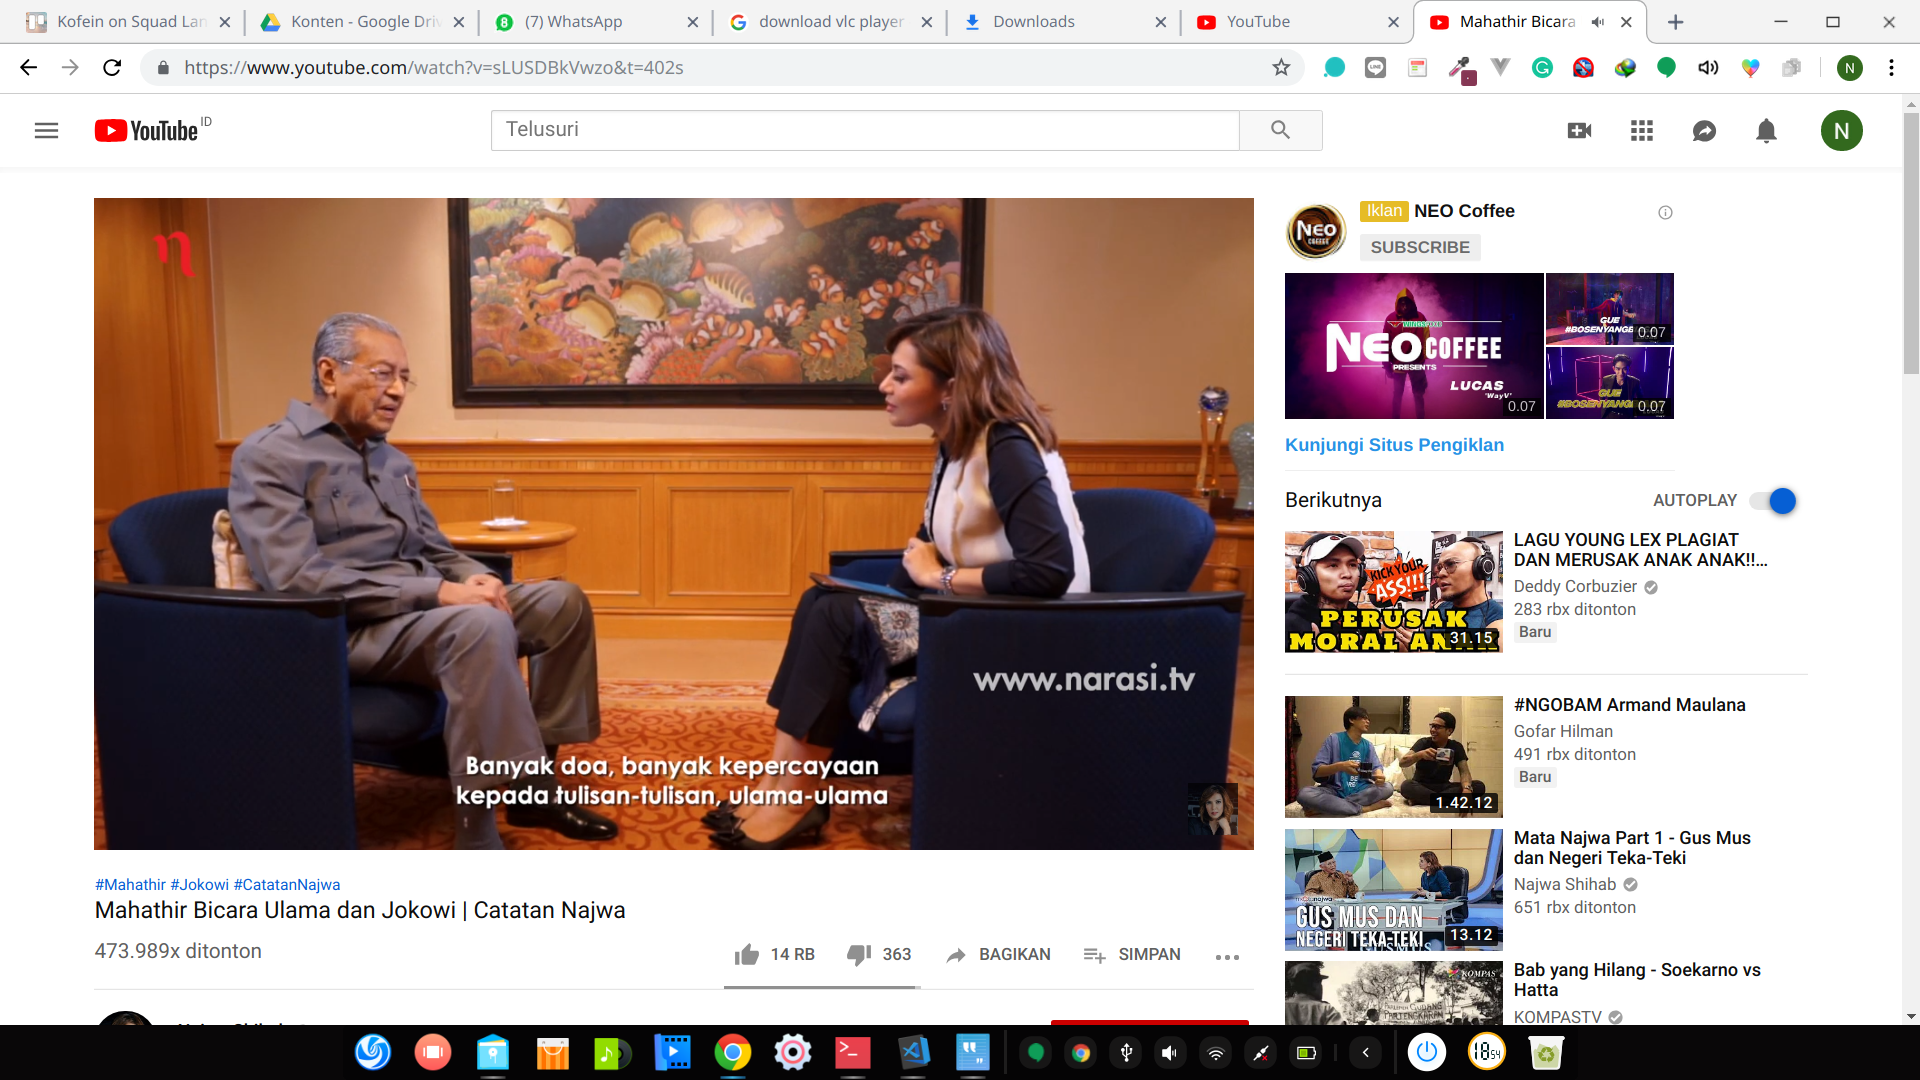 Kofein on Squad Lan
Konten - Google Driv
(7) WhatsApp
download vlc player
Downloads
YouTube
Mahathir Bicara
https://www.youtube.com/watch?v=sLUSDBkVwzo&t=402s
N
YouTube ID
Telusuri
N
www.narasi.tv
Banyak doa, banyak kepercayaan
kepada tulisan-tulisan, ulama-ulama
#Mahathir #Jokowi #CatatanNajwa
Mahathir Bicara Ulama dan Jokowi | Catatan Najwa
473.989x ditonton
14 RB
363
BAGIKAN
SIMPAN
NEO COFFEE
Iklan NEO Coffee
SUBSCRIBE
NEO COFFEE
PRESENTS
LUCAS
"WayV"
0.07
GUE
0.07
GUE
0.07
Kunjungi Situs Pengiklan
Berikutnya
AUTOPLAY
KICK YOUR
ASS!!!
PERUSAK
MORAL
31.15
LAGU YOUNG LEX PLAGIAT
DAN MERUSAK ANAK ANAK!!...
Deddy Corbuzier
283 rbx ditonton
Baru
1.42.12
#NGOBAM Armand Maulana
Gofar Hilman
491 rbx ditonton
Baru
GUS MUS DAN
NEGERI TEKA-TEKI
13.12
Mata Najwa Part 1 - Gus Mus
dan Negeri Teka-Teki
Najwa Shihab
651 rbx ditonton
KOMPAS
Bab yang Hilang - Soekarno vs
Hatta
KOMPASTV
18 54